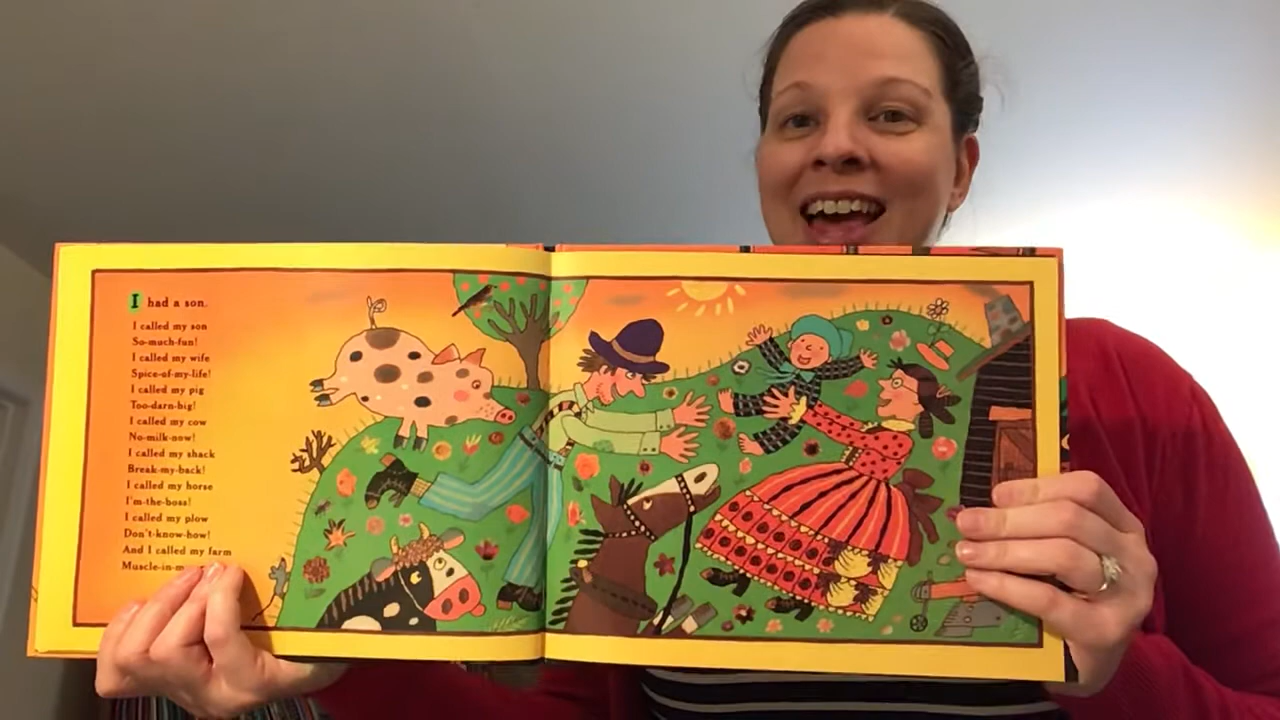 I had a son.
I called my son
So-much-fun!
I called my wife
Spice-of-my-life!
I called my pig
Too-darn-big!
I called my cow
No-milk-now!
I called my shack
Break-my-back!
I called my horse
I'm-the-boss!
I called my plow
Don't-know-how!
And I called my farm
Muscle-in-m